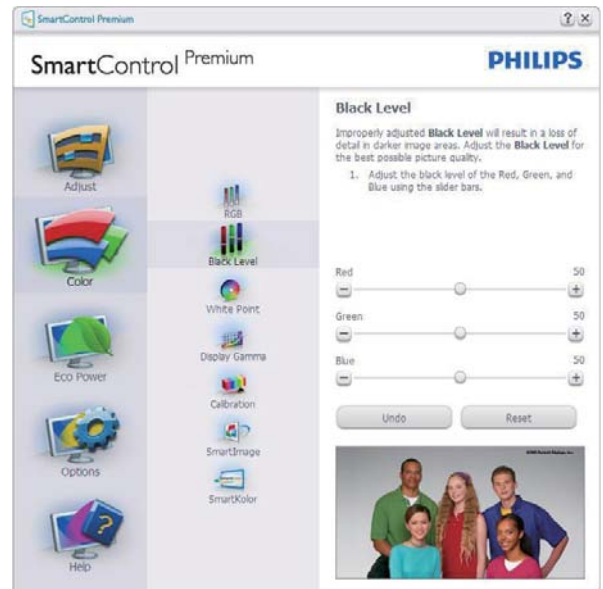 SmartControl Premium
SmartControl Premium
PHILIPS
Adjust
Color
Eco Power
Options
Help
RGB
Black Level
White Point
Display Gamma
Calibration
SmartImage
SmartKolor
Black Level
Improperly adjusted Black Level will result in a loss of
detail in darker image areas. Adjust the Black Level for
the best possible picture quality.
1. Adjust the black level of the Red, Green, and
Blue using the slider bars.
Red 50
Green 50
Blue 50
Undo Reset